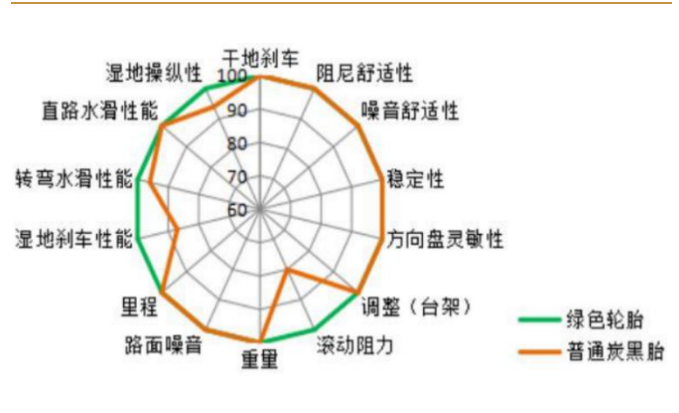 干地刹车
湿地操纵性
100
阻尼舒适性
直路水滑性能
90
噪音舒适性
80
转弯水滑性能
70
稳定性
60
湿地刹车性能
方向盘灵敏性
里程
调整（台架）
绿色轮胎
路面噪音
重量
滚动阻力
普通炭黑胎